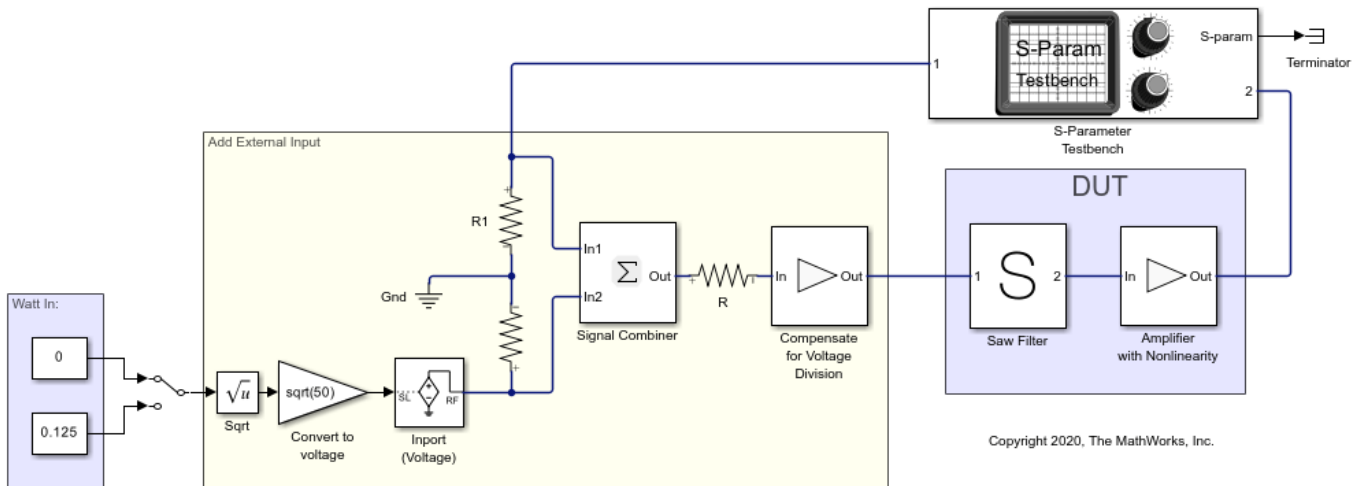 S-Param
Testbench
1
S-param
2
Terminator
S-Parameter
Testbench
Add External Input
DUT
R1
+
-
In1
In2
Σ
Out
Signal Combiner
+
-
R
In
Out
Compensate
for Voltage
Division
1
S
2
Saw Filter
In
Out
Amplifier
with Nonlinearity
Gnd
-
+
Watt In:
0
0.125
√u
Sqrt
sqrt(50)
Convert to
voltage
SL
+
-
RF
Inport
(Voltage)
Copyright 2020, The MathWorks, Inc.